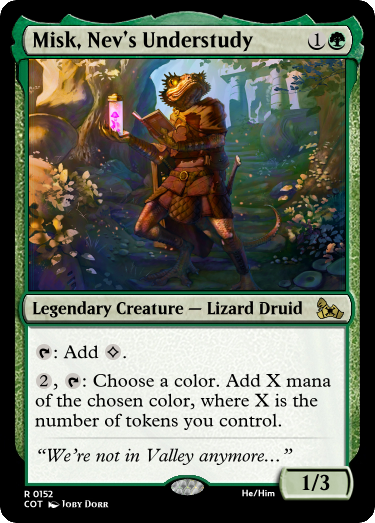 Misk, Nev's Understudy 1
Legendary Creature — Lizard Druid
: Add .
2, : Choose a color. Add X mana
of the chosen color, where X is the
number of tokens you control.
“We're not in Valley anymore…”
1/3
R 0152 He/Him
COT Joby Dorr